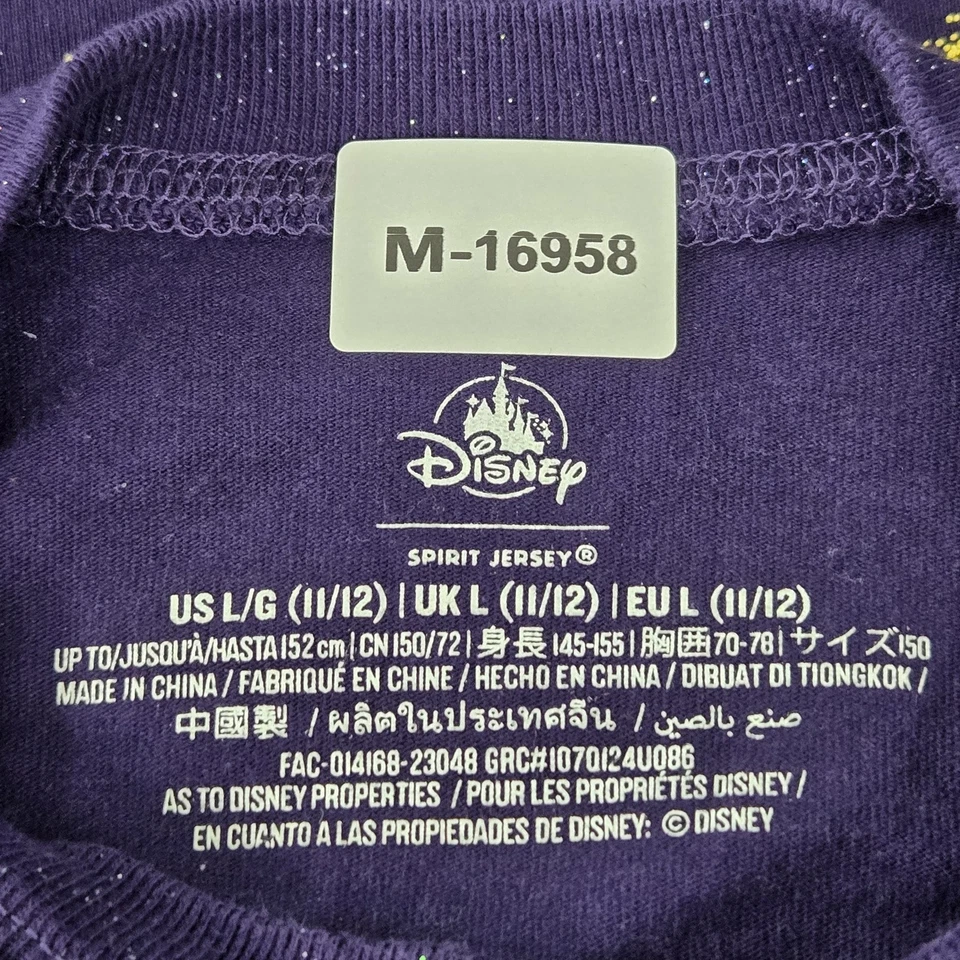 M-16958
Disney
SPIRIT JERSEY®
US L/G (11/12) | UK L (11/12) | EU L (11/12)
UP TO/JUSQU'À/HASTA 152 cm | CN 150/72 | 身長 145-155 | 胸囲 70-78 | サイズ150
MADE IN CHINA / FABRIQUÉ EN CHINE / HECHO EN CHINA / DIBUAT DI TIONGKOK /
中國製 / ผลิตในประเทศจีน / صنع بالصين
FAC-014168-23048 GRC#1070124U086
AS TO DISNEY PROPERTIES / POUR LES PROPRIÉTÉS DISNEY /
EN CUANTO A LAS PROPIEDADES DE DISNEY: © DISNEY